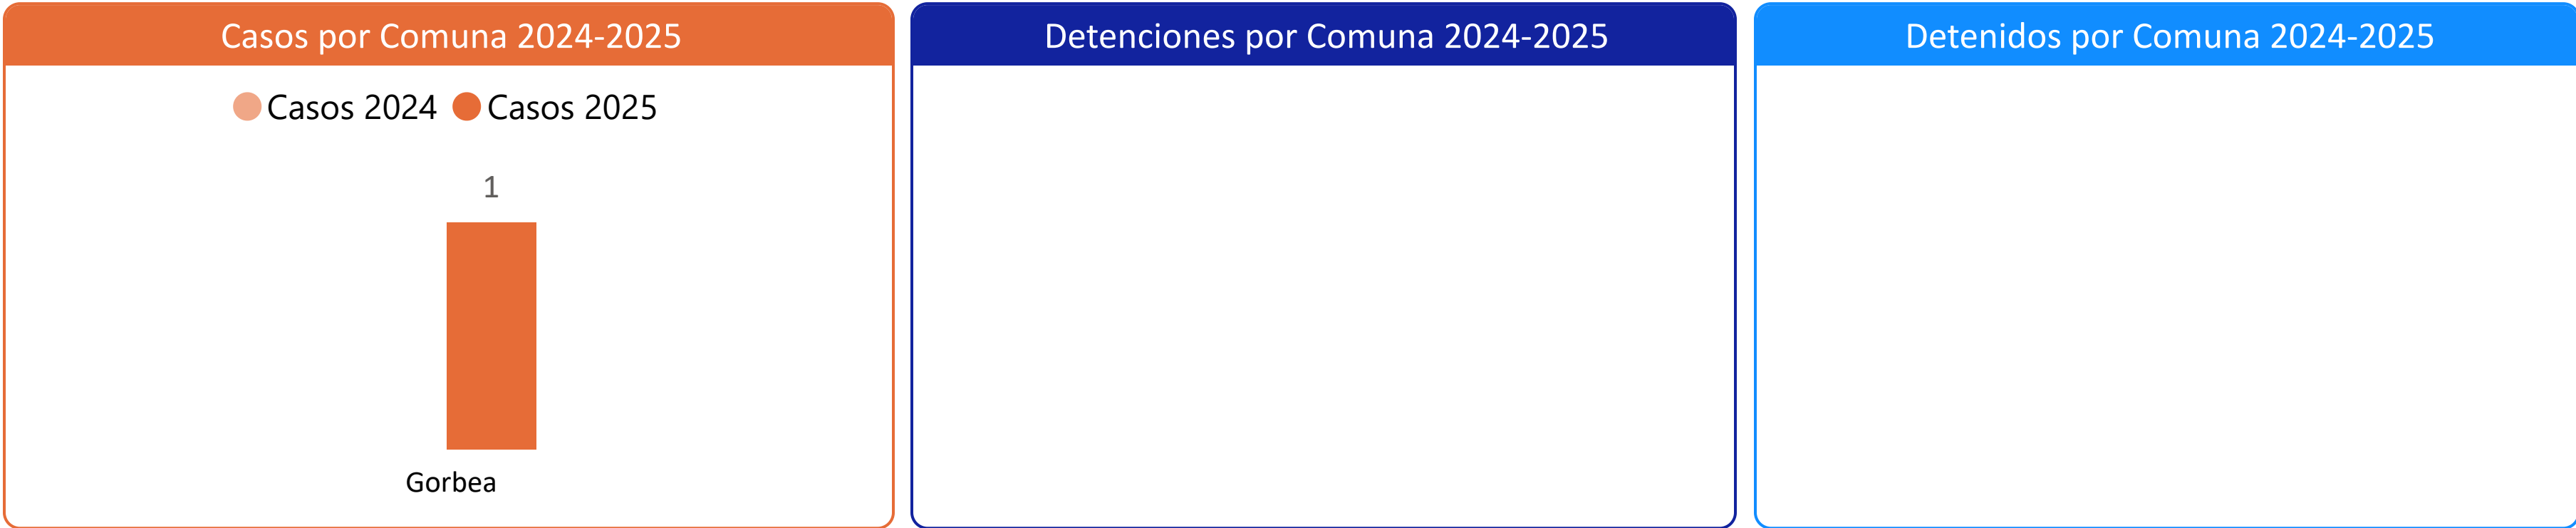 Casos por Comuna 2024-2025
Casos 2024 Casos 2025
1
Gorbea
Detenciones por Comuna 2024-2025
Detenidos por Comuna 2024-2025